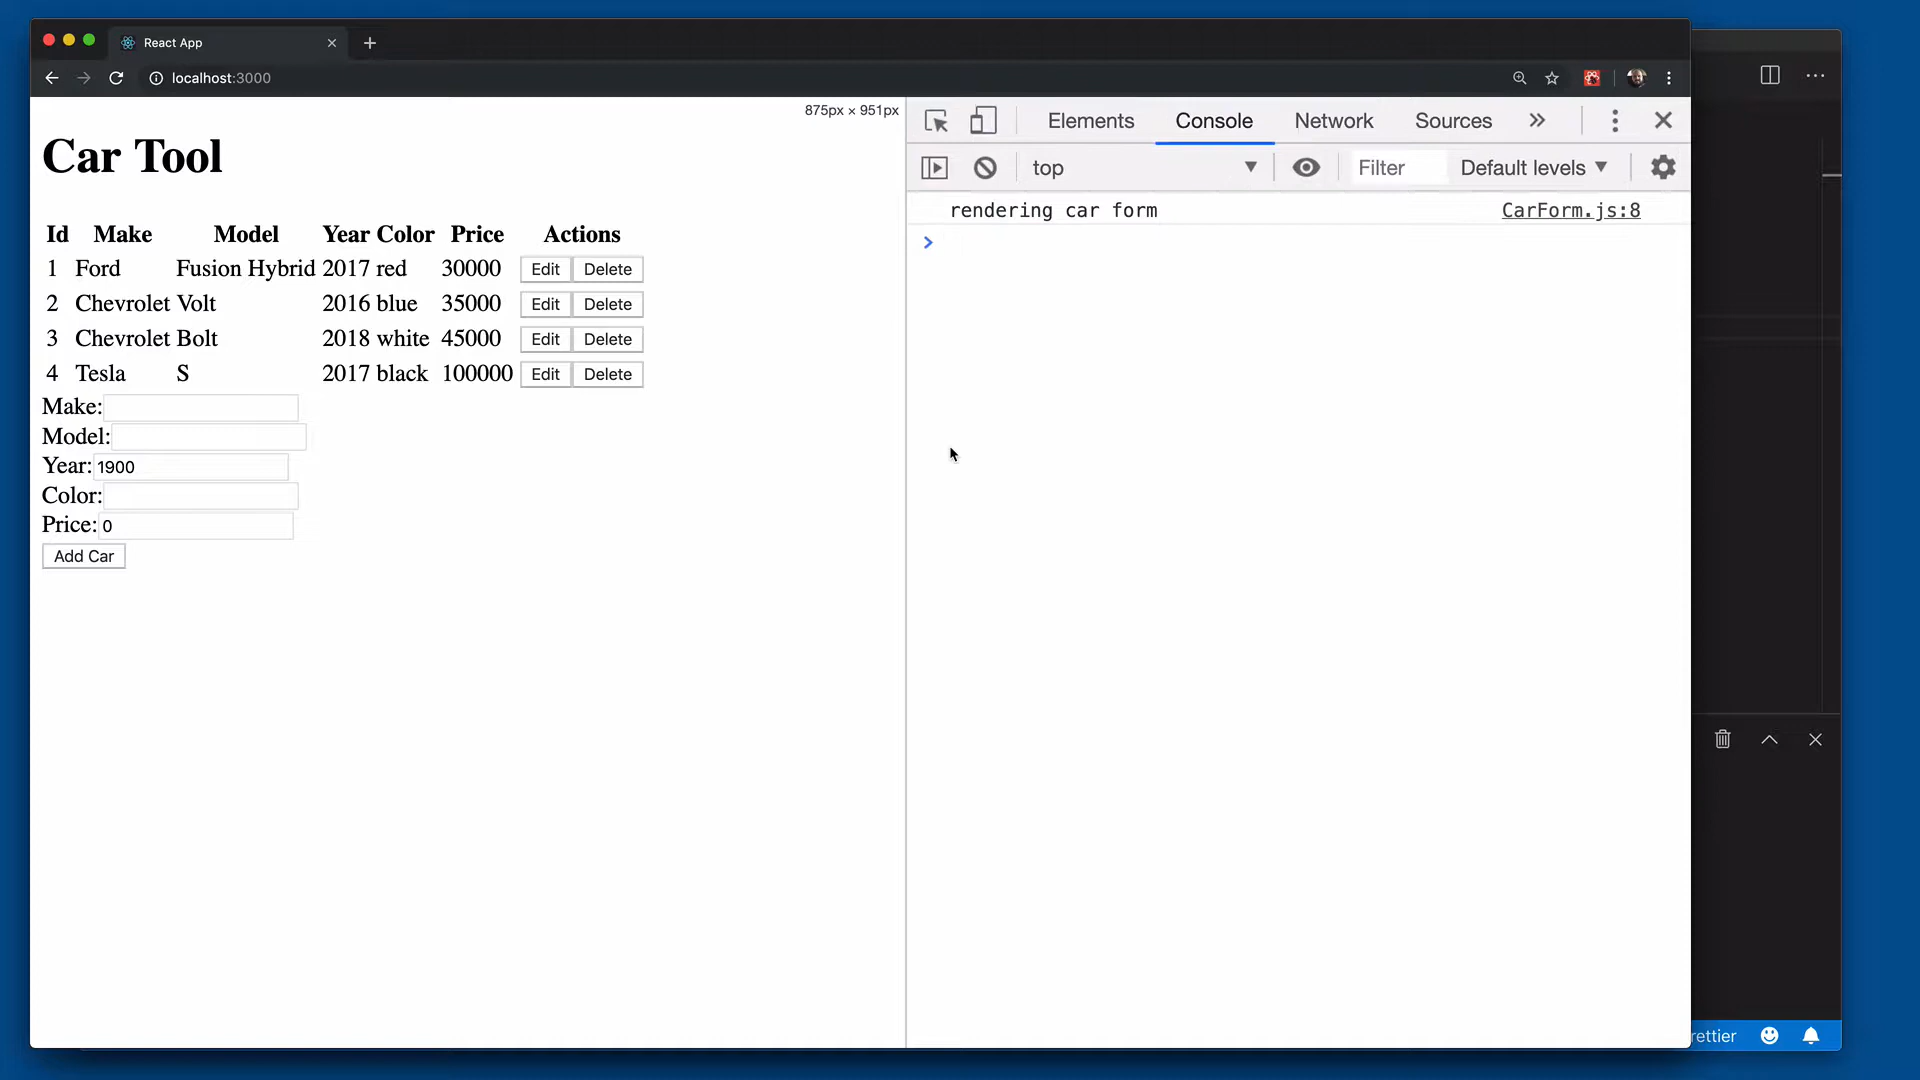 React App
localhost:3000
875px × 951px
Car Tool
Id Make Model Year Color Price Actions
1 Ford Fusion Hybrid 2017 red 30000 Edit Delete
2 Chevrolet Volt 2016 blue 35000 Edit Delete
3 Chevrolet Bolt 2018 white 45000 Edit Delete
4 Tesla S 2017 black 100000 Edit Delete
Make:
Model:
Year: 1900
Color:
Price: 0
Add Car
Elements Console Network Sources
top Filter Default levels
rendering car form CarForm.js:8
rettier